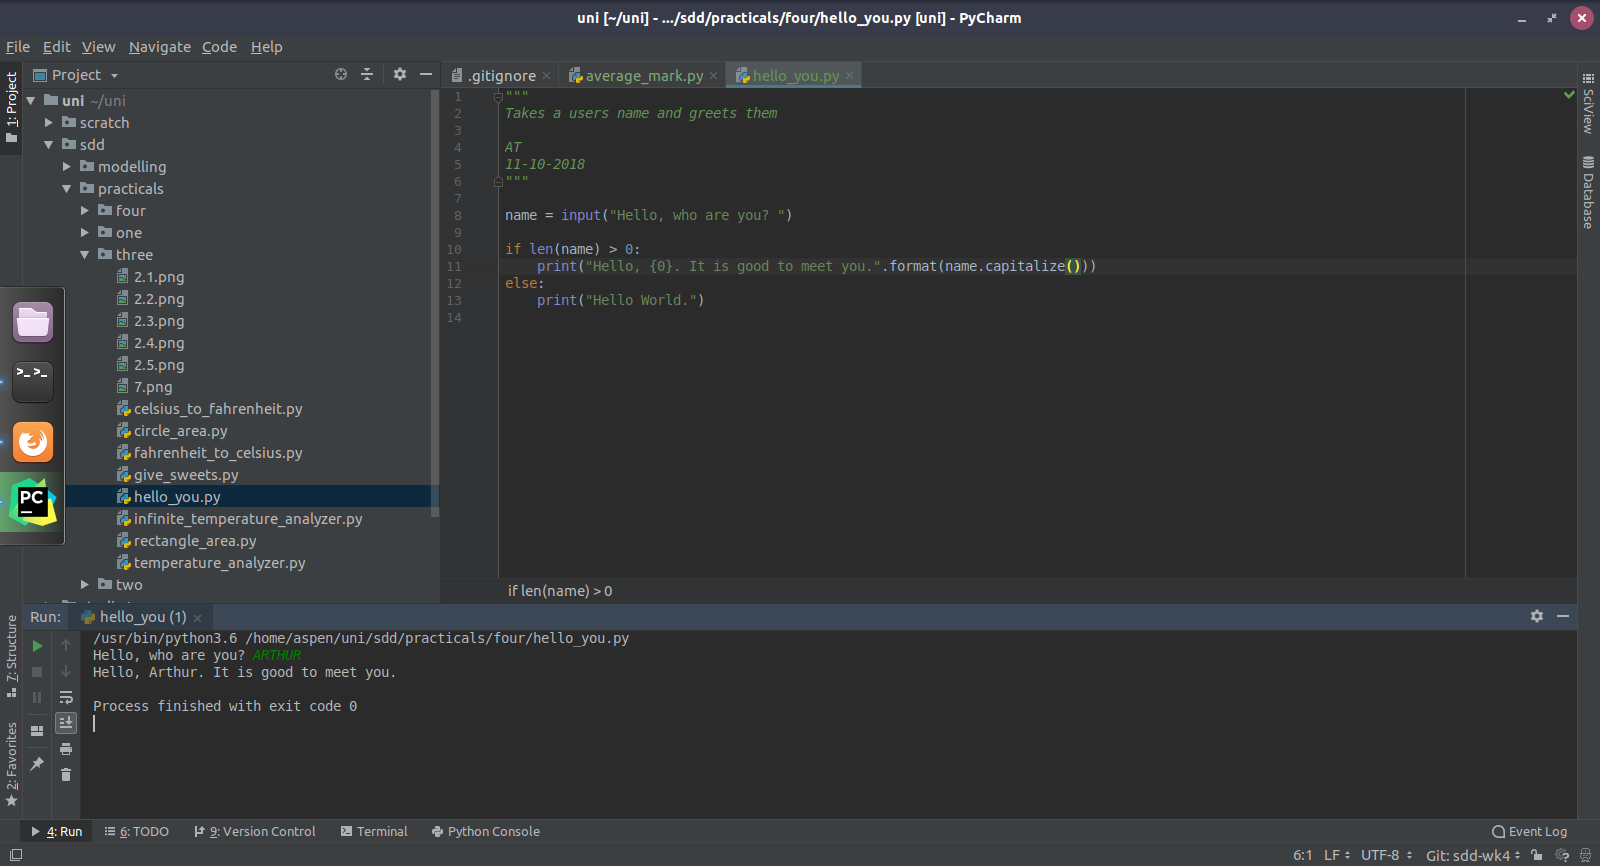 uni [~/uni] - .../sdd/practicals/four/hello_you.py [uni] - PyCharm
File Edit View Navigate Code Help
1: Project
Project
.gitignore
average_mark.py
hello_you.py
uni ~/uni
scratch
sdd
modelling
practicals
four
one
three
2.1.png
2.2.png
2.3.png
2.4.png
2.5.png
7.png
celsius_to_fahrenheit.py
circle_area.py
fahrenheit_to_celsius.py
give_sweets.py
hello_you.py
infinite_temperature_analyzer.py
rectangle_area.py
temperature_analyzer.py
two
>_ >_
PC
1 """
2 Takes a users name and greets them
3
4 AT
5 11-10-2018
6 """
7
8 name = input("Hello, who are you? ")
9
10 if len(name) > 0:
11 print("Hello, {0}. It is good to meet you.".format(name.capitalize()))
12 else:
13 print("Hello World.")
14
if len(name) > 0
SciView
Database
7: Structure
2: Favorites
Run: hello_you (1)
/usr/bin/python3.6 /home/aspen/uni/sdd/practicals/four/hello_you.py
Hello, who are you? ARTHUR
Hello, Arthur. It is good to meet you.
Process finished with exit code 0
4: Run 6: TODO 9: Version Control Terminal Python Console Event Log
6:1 LF UTF-8 Git: sdd-wk4